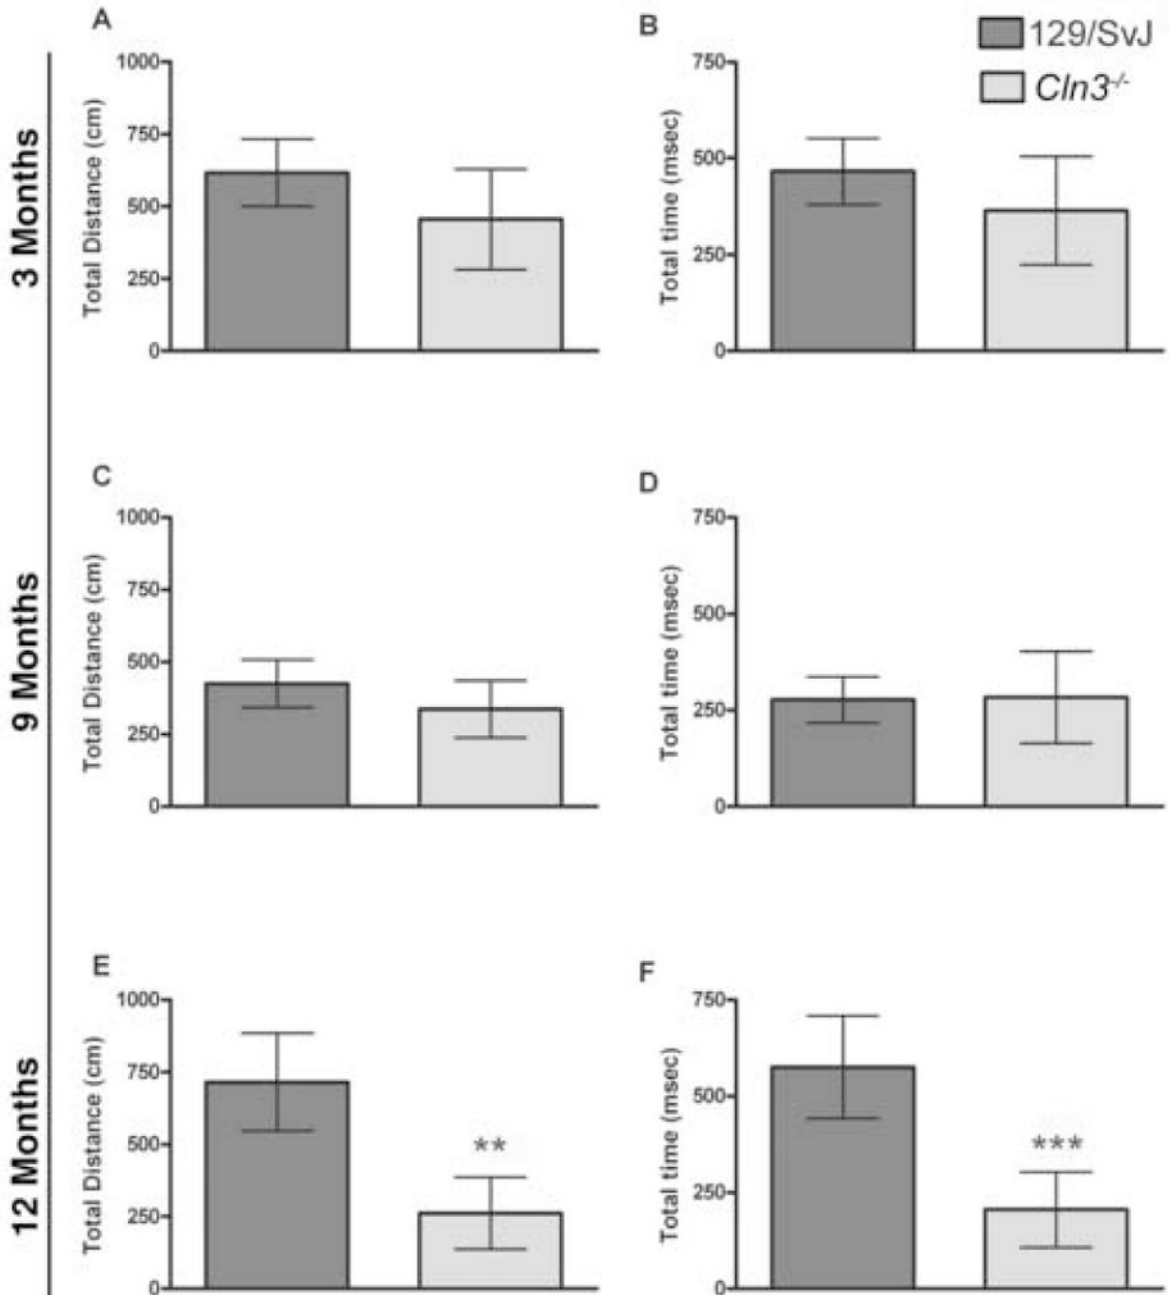 A
B
129/SvJ
Cln3-/-
3 Months
Total Distance (cm)
1000
750
500
250
0
Total time (msec)
750
500
250
0
C
D
9 Months
Total Distance (cm)
1000
750
500
250
0
Total time (msec)
750
500
250
0
E
F
12 Months
Total Distance (cm)
1000
750
500
250
0
**
Total time (msec)
750
500
250
0
***